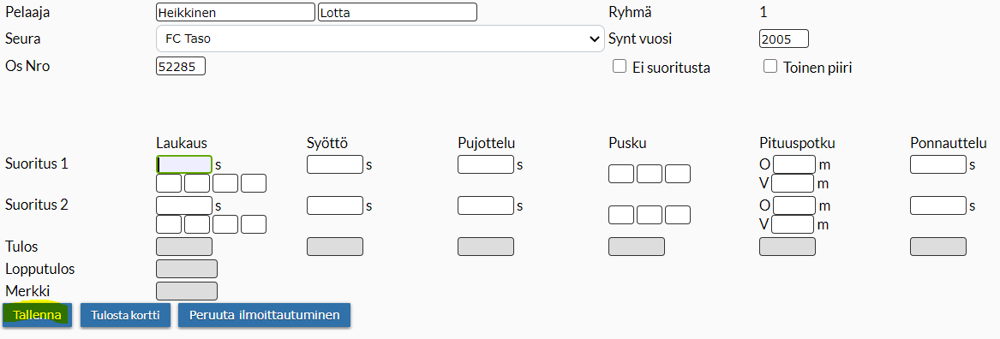 Pelaaja Heikkinen Lotta Ryhmä 1
Seura FC Taso Synt vuosi 2005
Os Nro 52285 Ei suoritusta Toinen piiri
Laukaus Syöttö Pujottelu Pusku Pituuspotku Ponnauttelu
Suoritus 1 s s s O m s
V m
Suoritus 2 s s s O m s
V m
Tulos
Lopputulos
Merkki
Tallenna Tulosta kortti Peruuta ilmoittautuminen